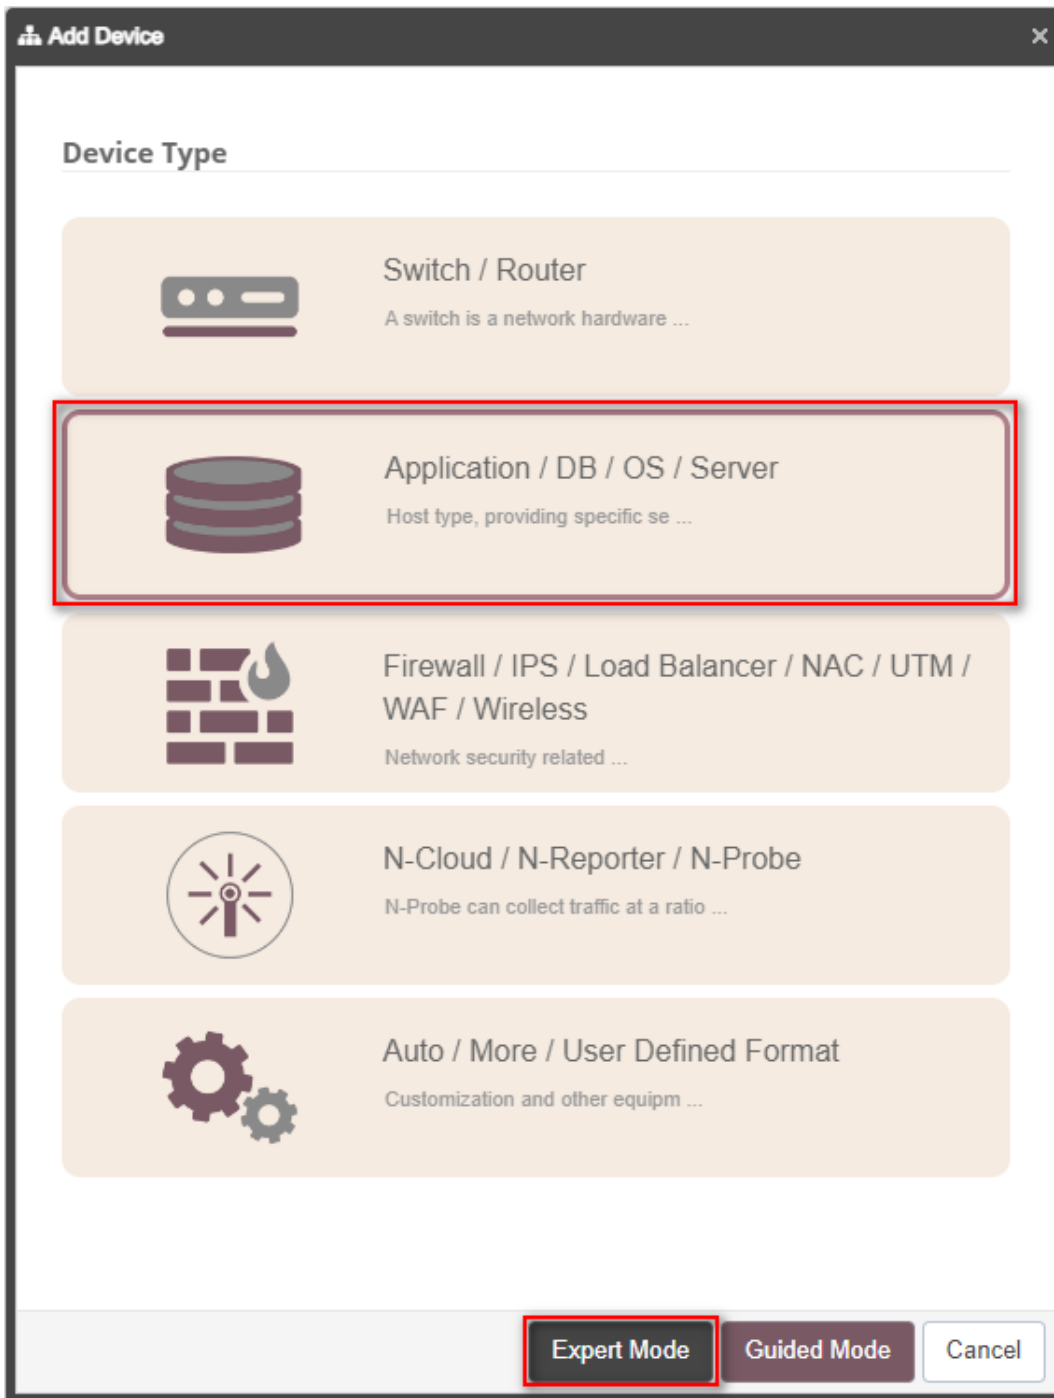 Add Device
×
Device Type
Switch / Router
A switch is a network hardware ...
Application / DB / OS / Server
Host type, providing specific se ...
Firewall / IPS / Load Balancer / NAC / UTM /
WAF / Wireless
Network security related ...
N-Cloud / N-Reporter / N-Probe
N-Probe can collect traffic at a ratio ...
Auto / More / User Defined Format
Customization and other equipm ...
Expert Mode
Guided Mode
Cancel